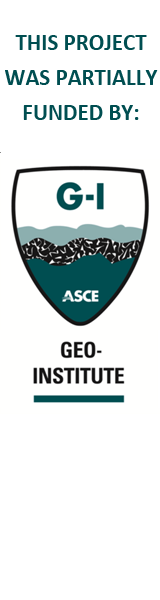 THIS PROJECT
WAS PARTIALLY
FUNDED BY:
G-I
ASCE
GEO-
INSTITUTE